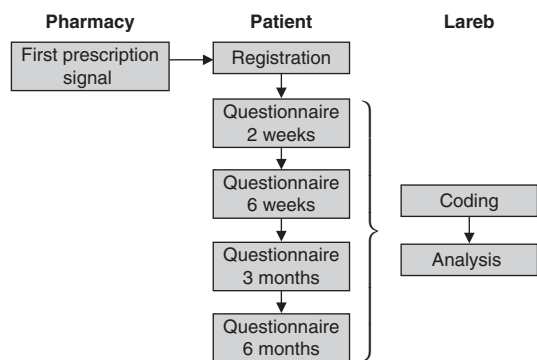 Pharmacy
Patient
Lareb
First prescription
signal
Registration
Questionnaire
2 weeks
Questionnaire
6 weeks
Questionnaire
3 months
Questionnaire
6 months
Coding
Analysis